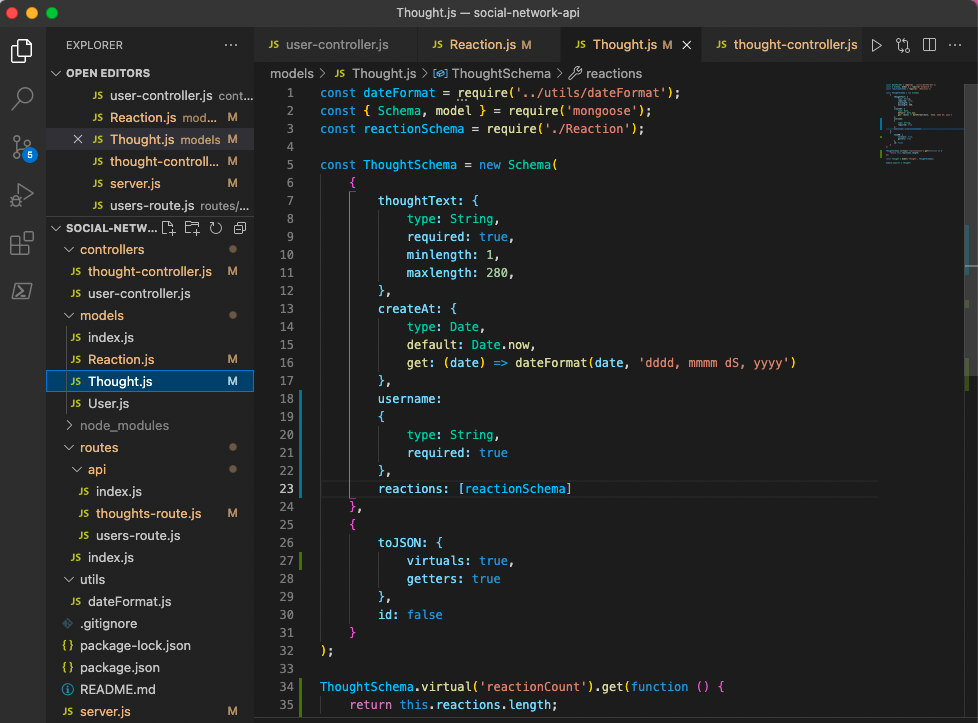 Thought.js — social-network-api
EXPLORER
OPEN EDITORS
JS user-controller.js cont...
JS Reaction.js mod... M
JS Thought.js models M
JS thought-controll... M
JS server.js M
JS users-route.js routes/...
SOCIAL-NETW...
controllers
JS thought-controller.js M
JS user-controller.js
models
JS index.js
JS Reaction.js M
JS Thought.js M
JS User.js
node_modules
routes
api
JS index.js
JS thoughts-route.js M
JS users-route.js
JS index.js
utils
JS dateFormat.js
.gitignore
{} package-lock.json
{} package.json
README.md
JS server.js M
5
JS user-controller.js JS Reaction.js M JS Thought.js M JS thought-controller.js
models > JS Thought.js > ThoughtSchema > reactions
1 const dateFormat = require('../utils/dateFormat');
2 const { Schema, model } = require('mongoose');
3 const reactionSchema = require('./Reaction');
4
5 const ThoughtSchema = new Schema(
6 {
7 thoughtText: {
8 type: String,
9 required: true,
10 minlength: 1,
11 maxlength: 280,
12 },
13 createAt: {
14 type: Date,
15 default: Date.now,
16 get: (date) => dateFormat(date, 'dddd, mmmm dS, yyyy')
17 },
18 username:
19 {
20 type: String,
21 required: true
22 },
23 reactions: [reactionSchema]
24 },
25 {
26 toJSON: {
27 virtuals: true,
28 getters: true
29 },
30 id: false
31 }
32 );
33
34 ThoughtSchema.virtual('reactionCount').get(function () {
35 return this.reactions.length;